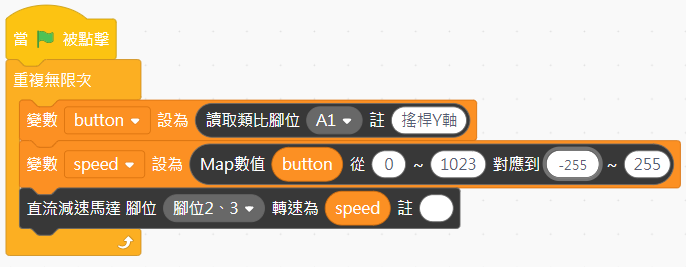 當 被點擊
重複無限次
變數 button 設為 讀取類比腳位 A1 註 搖桿Y軸
變數 speed 設為 Map數值 button 從 0 ~ 1023 對應到 -255 ~ 255
直流減速馬達 腳位 腳位2、3 轉速為 speed 註